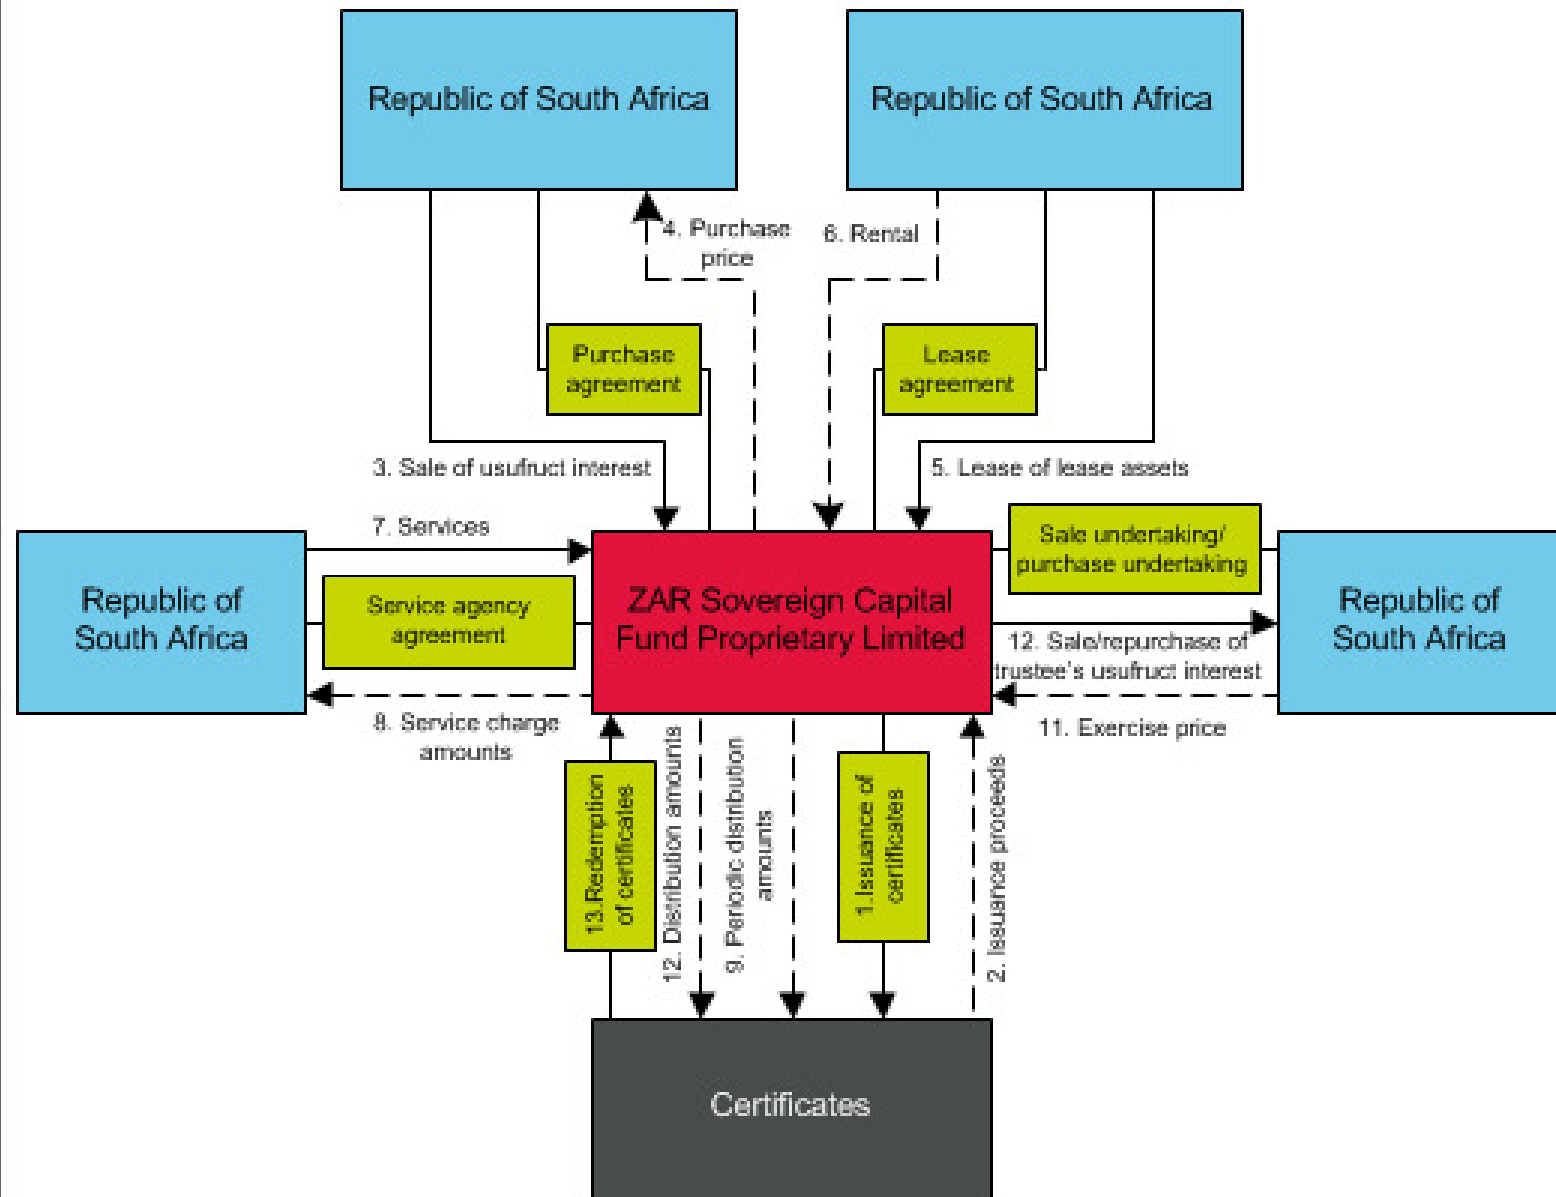 Republic of South Africa
Republic of South Africa
4. Purchase
price
6. Rental
Purchase
agreement
Lease
agreement
3. Sale of usufruct interest
5. Lease of lease assets
7. Services
Sale undertaking/
purchase undertaking
Republic of
South Africa
Service agency
agreement
ZAR Sovereign Capital
Fund Proprietary Limited
Republic of
South Africa
12. Sale/repurchase of
trustee's usufruct interest
8. Service charge
amounts
11. Exercise price
13.Redemption
of certificates
12. Distribution amounts
9. Periodic distribution
amounts
1.Issuance of
certificates
2. Issuance proceeds
Certificates